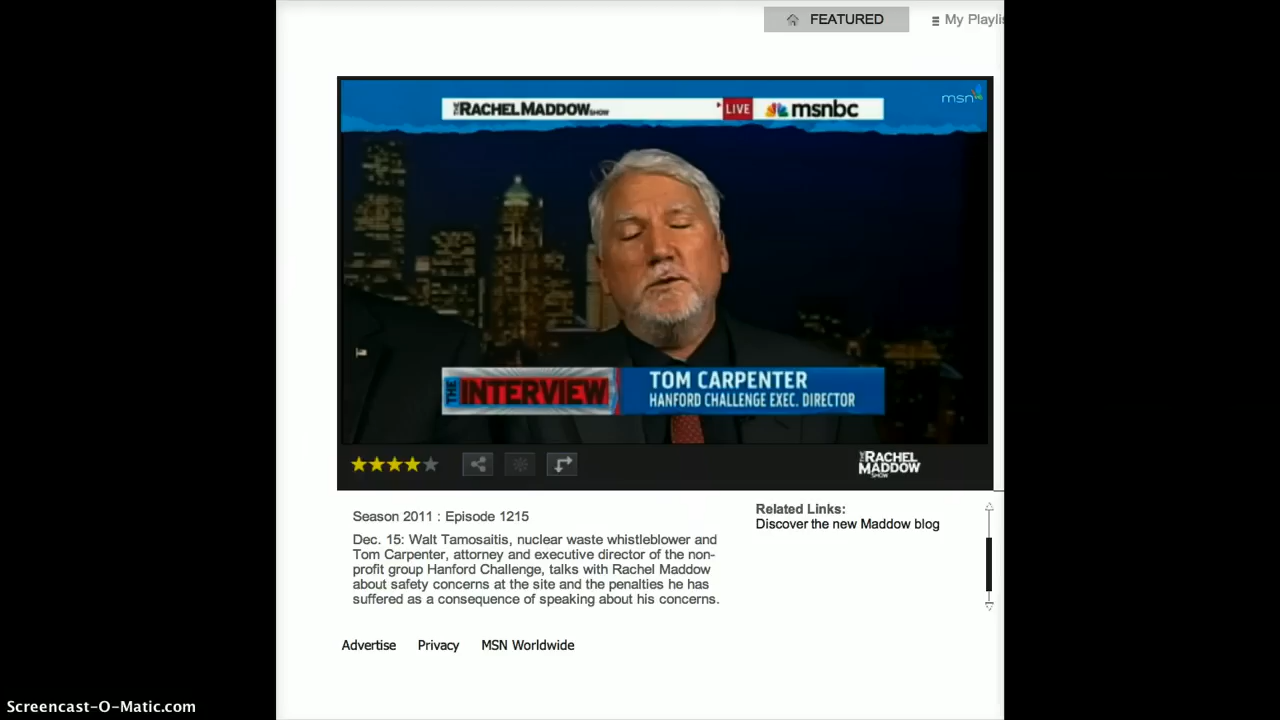 FEATURED
My Playlis
THE RACHEL MADDOW SHOW
LIVE
msnbc
msn
THE INTERVIEW
TOM CARPENTER
HANFORD CHALLENGE EXEC. DIRECTOR
THE RACHEL MADDOW SHOW
Season 2011 : Episode 1215
Dec. 15: Walt Tamosaitis, nuclear waste whistleblower and
Tom Carpenter, attorney and executive director of the non-
profit group Hanford Challenge, talks with Rachel Maddow
about safety concerns at the site and the penalties he has
suffered as a consequence of speaking about his concerns.
Related Links:
Discover the new Maddow blog
Advertise Privacy MSN Worldwide
Screencast-O-Matic.com